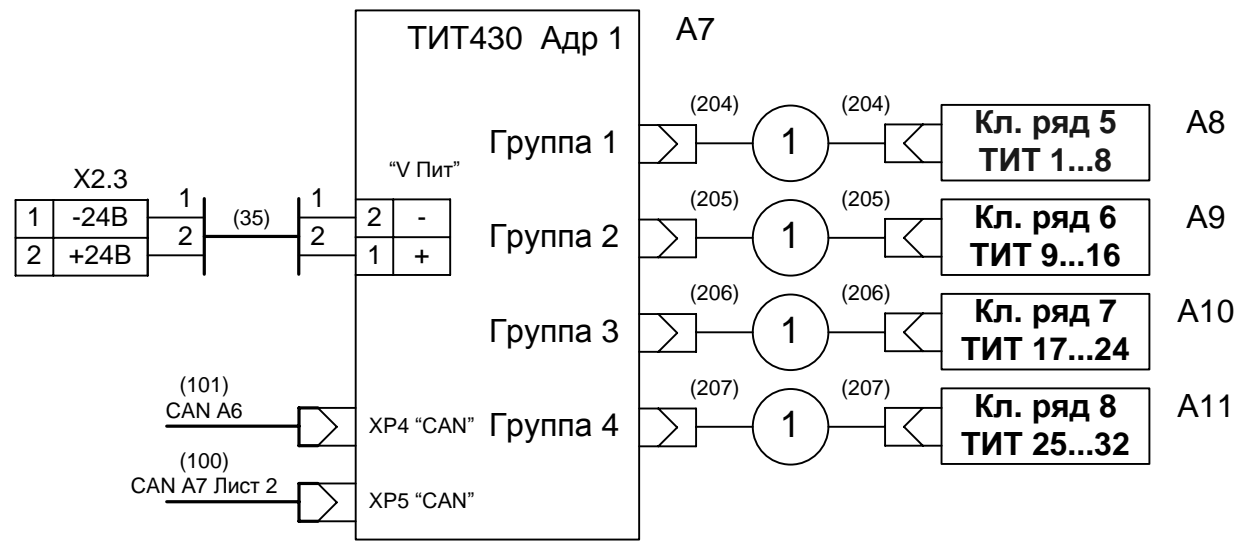 ТИТ430 Адр 1
A7
Группа 1
(204)
1
(204)
Кл. ряд 5
ТИТ 1...8
A8
X2.3
1 -24В
2 +24В
1
2
(35)
1
2
“V Пит”
2 -
1 +
Группа 2
(205)
1
(205)
Кл. ряд 6
ТИТ 9...16
A9
Группа 3
(206)
1
(206)
Кл. ряд 7
ТИТ 17...24
A10
(101)
CAN A6
XP4 “CAN”
Группа 4
(207)
1
(207)
Кл. ряд 8
ТИТ 25...32
A11
(100)
CAN A7 Лист 2
XP5 “CAN”